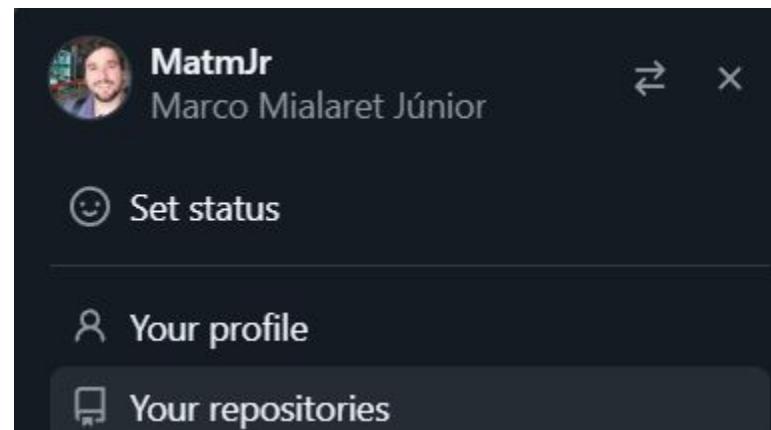 MatmJr
Marco Mialaret Júnior
Set status
Your profile
Your repositories